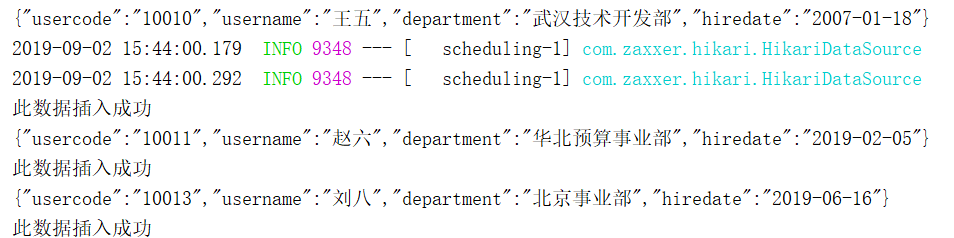 {"usercode":"10010","username":"王五","department":"武汉技术开发部","hiredate":"2007-01-18"}
2019-09-02 15:44:00.179  INFO 9348 --- [   scheduling-1] com.zaxxer.hikari.HikariDataSource
2019-09-02 15:44:00.292  INFO 9348 --- [   scheduling-1] com.zaxxer.hikari.HikariDataSource
此数据插入成功
{"usercode":"10011","username":"赵六","department":"华北预算事业部","hiredate":"2019-02-05"}
此数据插入成功
{"usercode":"10013","username":"刘八","department":"北京事业部","hiredate":"2019-06-16"}
此数据插入成功